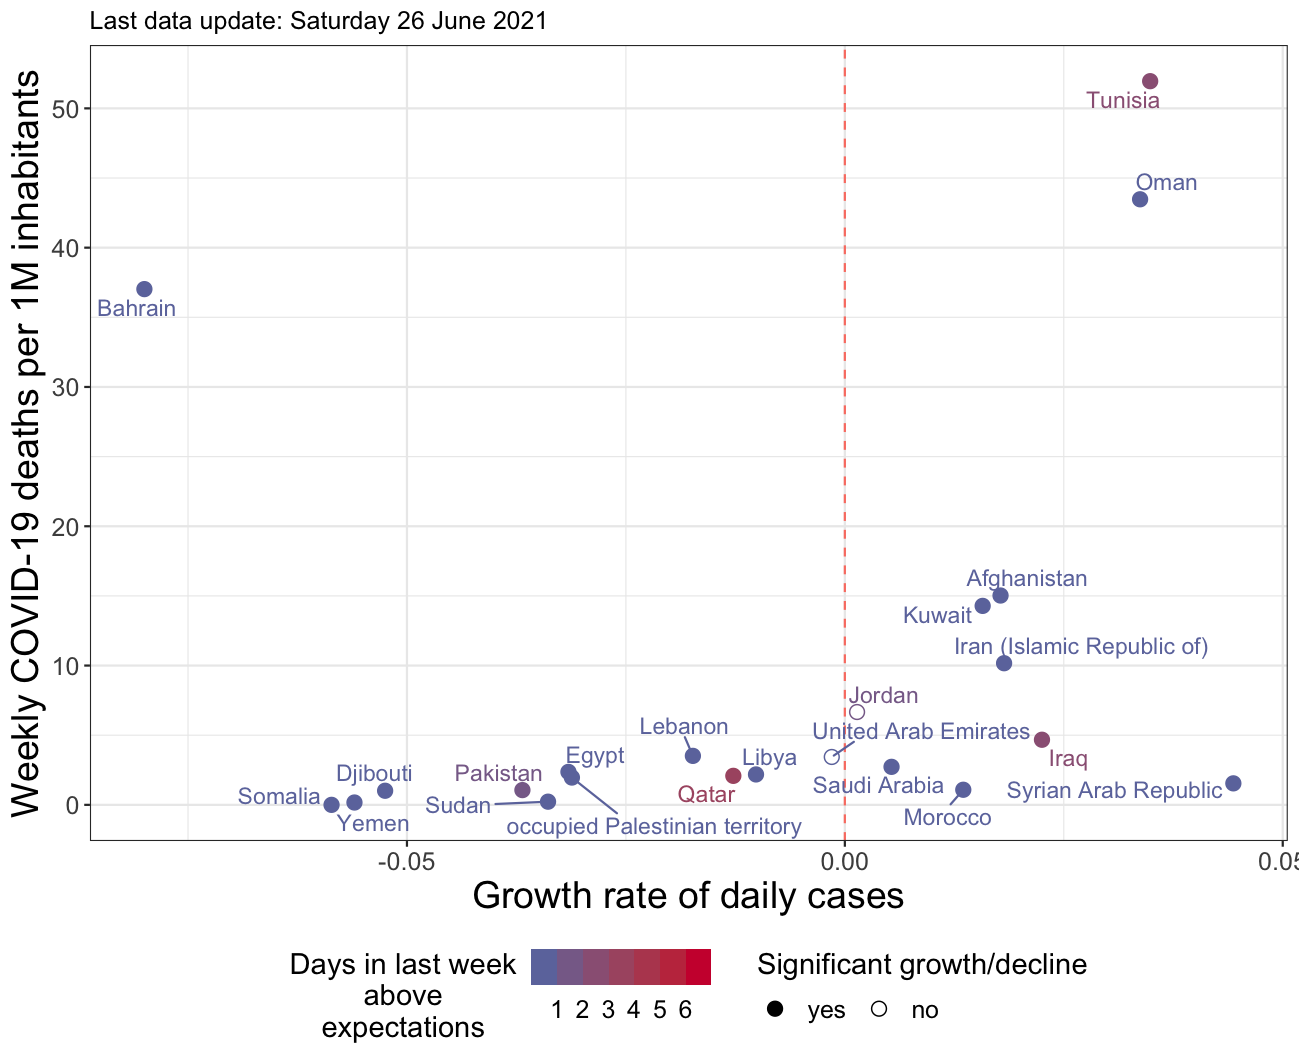 Last data update: Saturday 26 June 2021
Weekly COVID-19 deaths per 1M inhabitants
50
40
30
20
10
0
Tunisia
Oman
Bahrain
Afghanistan
Kuwait
Iran (Islamic Republic of)
Jordan
Lebanon
United Arab Emirates
Egypt
Libya
Iraq
Djibouti
Pakistan
Saudi Arabia
Syrian Arab Republic
Somalia
Qatar
Sudan
Morocco
Yemen
occupied Palestinian territory
-0.05
0.00
0.05
Growth rate of daily cases
Days in last week
above
expectations
1 2 3 4 5 6
Significant growth/decline
yes no